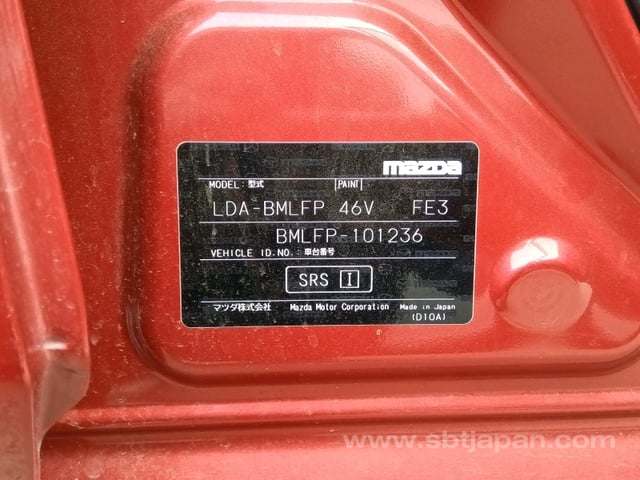 mazda
MODEL: 型式 PAINT
LDA-BMLFP 46V FE3
BMLFP-101236
VEHICLE I.D.NO.: 車台番号
SRS I
マツダ株式会社 Mazda Motor Corporation Made in Japan
(D10A)
www.sbtjapan.com